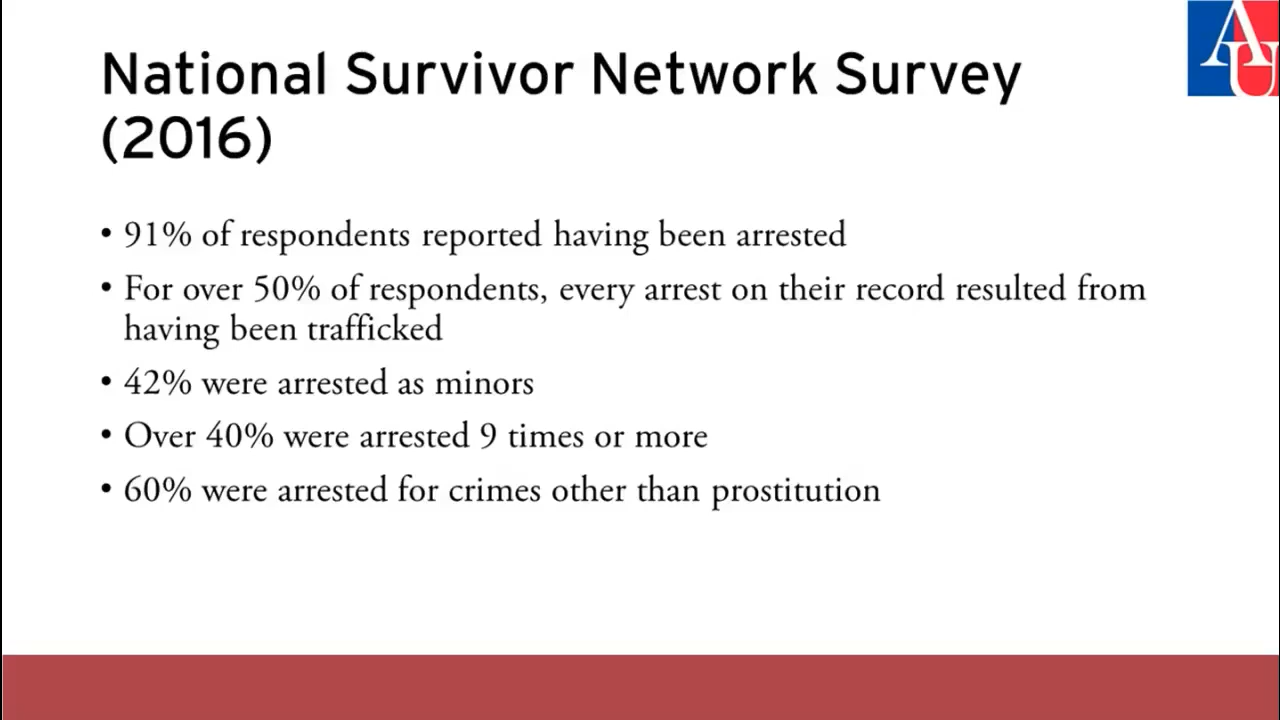 National Survivor Network Survey
(2016)
• 91% of respondents reported having been arrested
• For over 50% of respondents, every arrest on their record resulted from
having been trafficked
• 42% were arrested as minors
• Over 40% were arrested 9 times or more
• 60% were arrested for crimes other than prostitution
AU